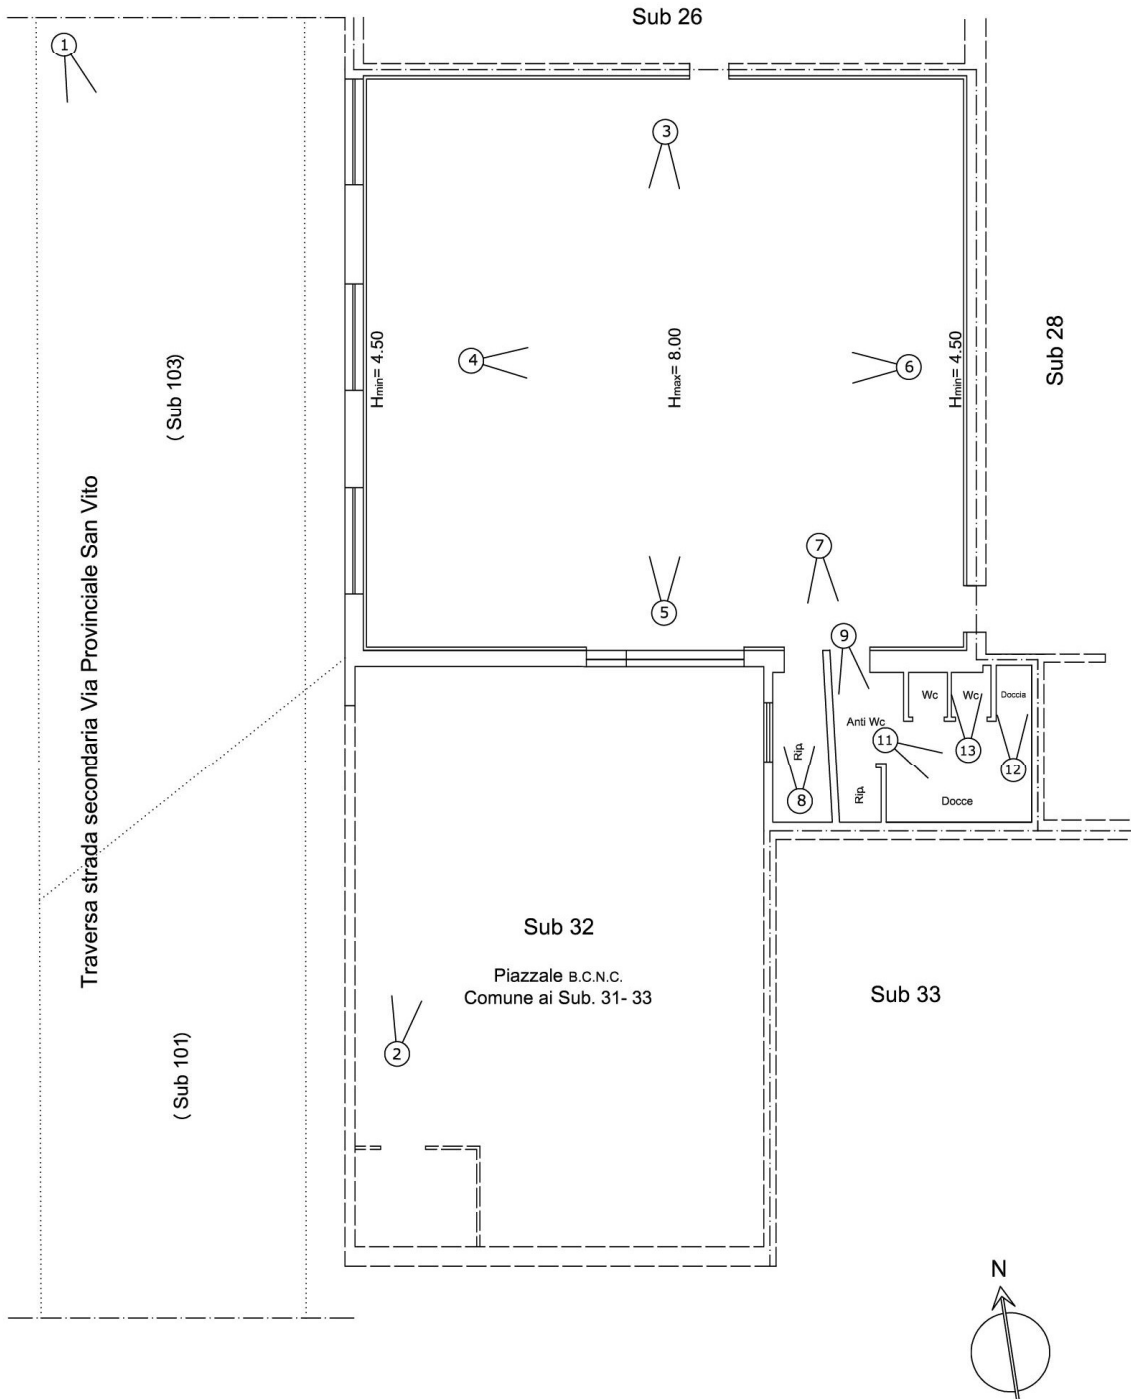 Sub 26
1
3
( Sub 103)
Hmin= 4.50
4
Hmax= 8.00
6
Hmin= 4.50
Sub 28
Traversa strada secondaria Via Provinciale San Vito
7
5
9
Wc
Wc
Doccia
Anti Wc
11
13
12
Rip.
8
Rip.
Docce
Sub 32
Piazzale B.C.N.C.
Comune ai Sub. 31- 33
Sub 33
2
( Sub 101)
N